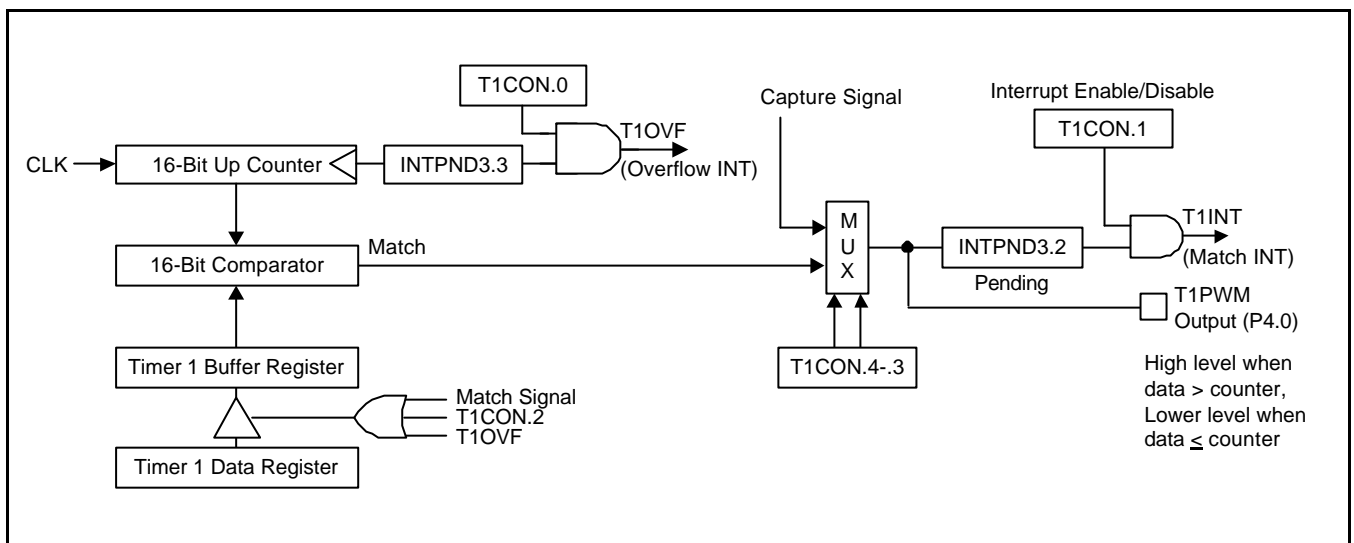 T1CON.0
Capture Signal
Interrupt Enable/Disable
T1CON.1
CLK
16-Bit Up Counter
INTPND3.3
T1OVF
(Overflow INT)
M
U
X
T1INT
(Match INT)
16-Bit Comparator
Match
INTPND3.2
Pending
T1PWM
Output (P4.0)
Timer 1 Buffer Register
T1CON.4-.3
High level when
data > counter,
Lower level when
data ≤ counter
Match Signal
T1CON.2
T1OVF
Timer 1 Data Register